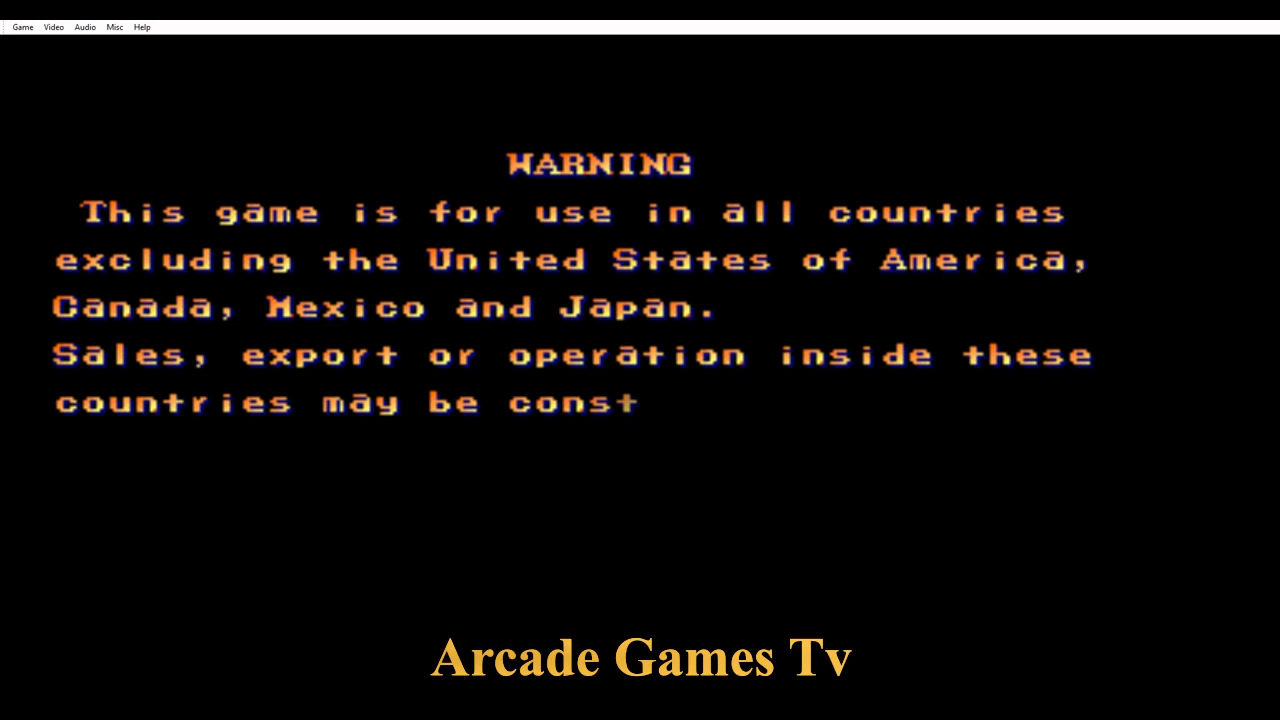 Game Video Audio Misc Help
WARNING
This game is for use in all countries
excluding the United States of America,
Canada, Mexico and Japan.
Sales, export or operation inside these
countries may be const
Arcade Games Tv